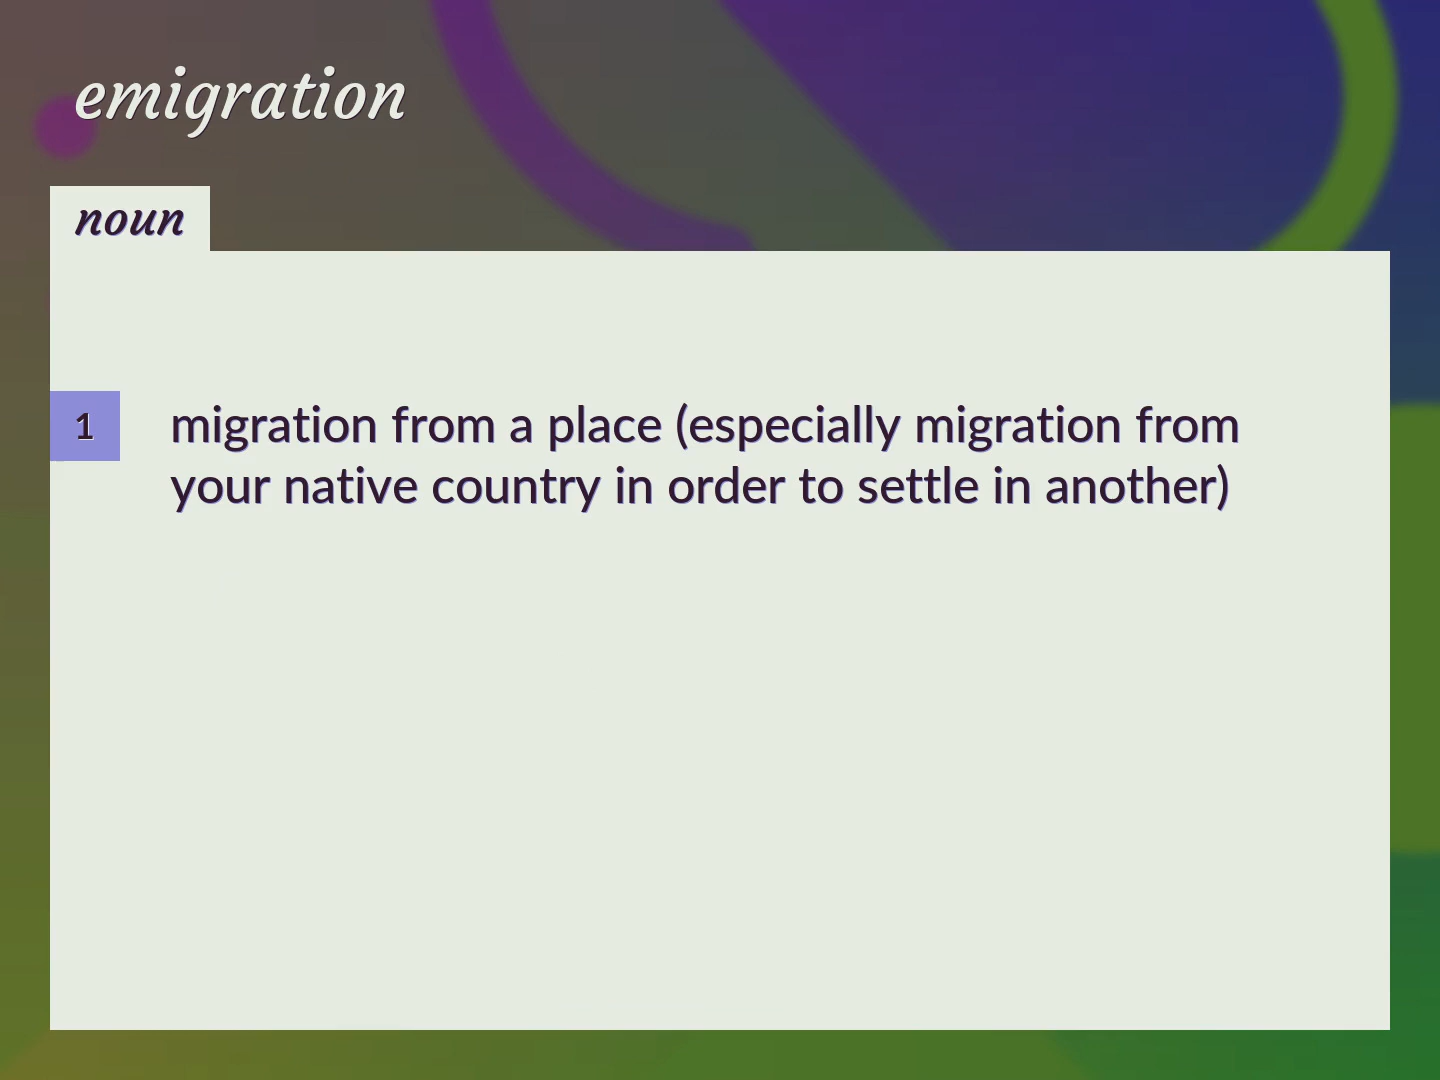 emigration
noun
1 migration from a place (especially migration from
your native country in order to settle in another)